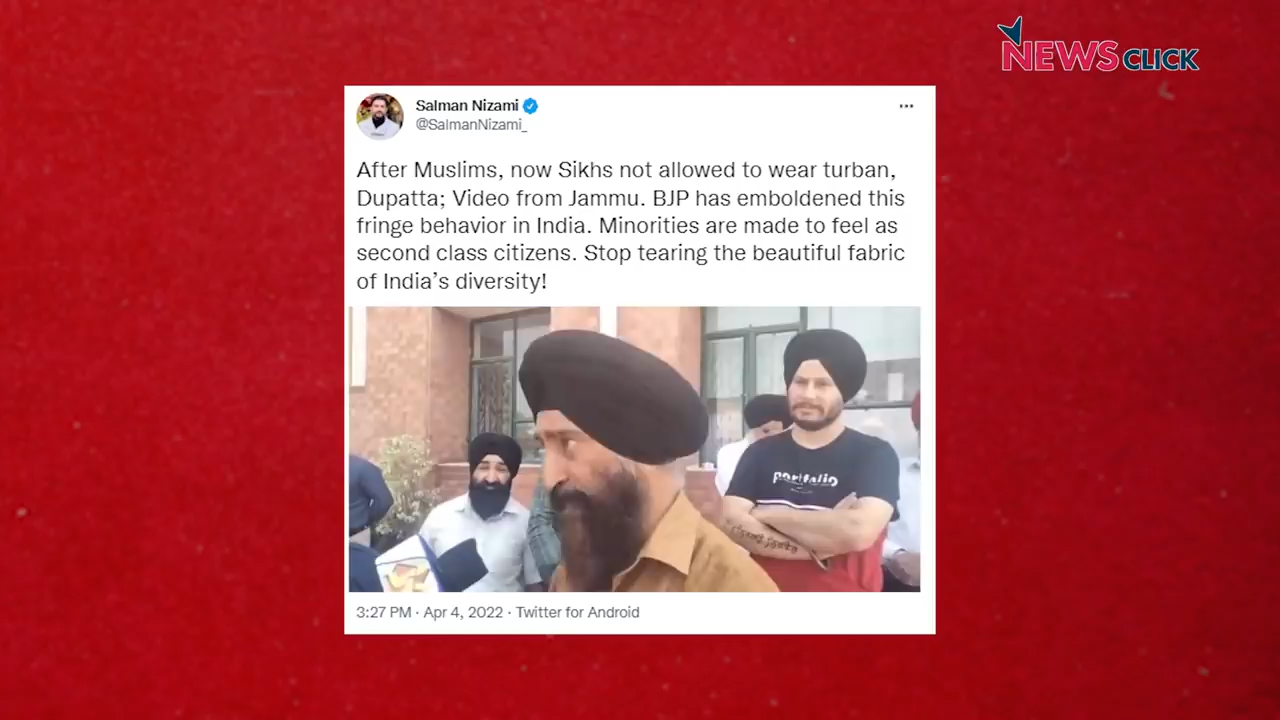 NEWS CLICK
Salman Nizami
@SalmanNizami_
After Muslims, now Sikhs not allowed to wear turban,
Dupatta; Video from Jammu. BJP has emboldened this
fringe behavior in India. Minorities are made to feel as
second class citizens. Stop tearing the beautiful fabric
of India’s diversity!
portfolio
3:27 PM · Apr 4, 2022 · Twitter for Android